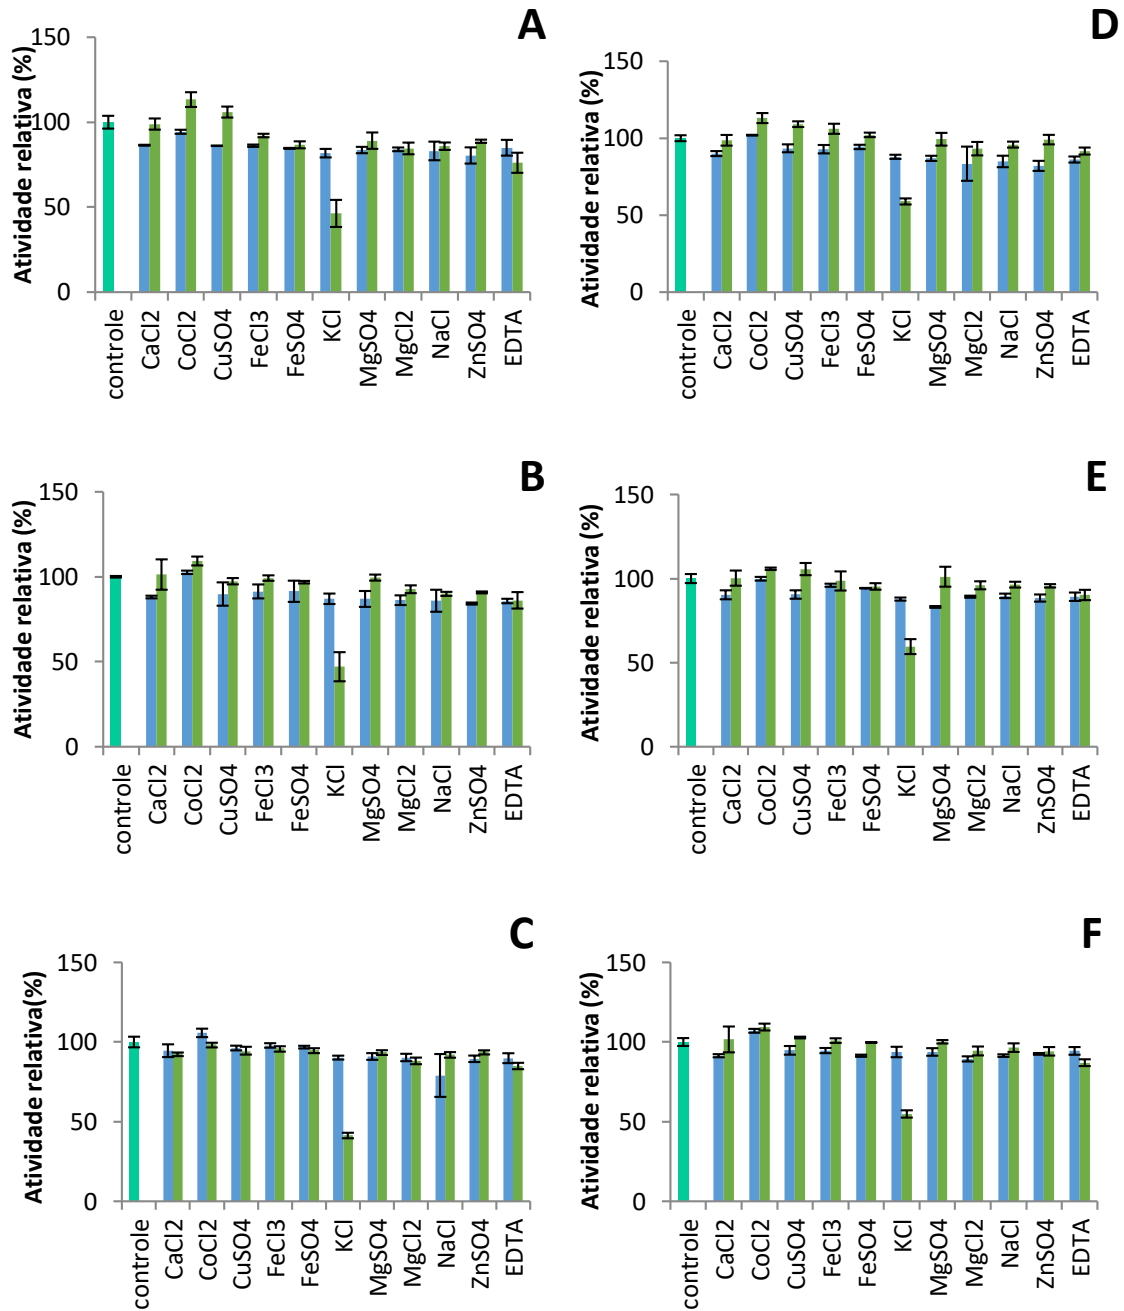 A
Atividade relativa (%)
150
100
50
0
controle
CaCl2
CoCl2
CuSO4
FeCl3
FeSO4
KCl
MgSO4
MgCl2
NaCl
ZnSO4
EDTA
D
Atividade relativa (%)
150
100
50
0
controle
CaCl2
CoCl2
CuSO4
FeCl3
FeSO4
KCl
MgSO4
MgCl2
NaCl
ZnSO4
EDTA
B
Atividade relativa (%)
150
100
50
0
controle
CaCl2
CoCl2
CuSO4
FeCl3
FeSO4
KCl
MgSO4
MgCl2
NaCl
ZnSO4
EDTA
E
Atividade relativa (%)
150
100
50
0
controle
CaCl2
CoCl2
CuSO4
FeCl3
FeSO4
KCl
MgSO4
MgCl2
NaCl
ZnSO4
EDTA
C
Atividade relativa(%)
150
100
50
0
controle
CaCl2
CoCl2
CuSO4
FeCl3
FeSO4
KCl
MgSO4
MgCl2
NaCl
ZnSO4
EDTA
F
Atividade relativa (%)
150
100
50
0
controle
CaCl2
CoCl2
CuSO4
FeCl3
FeSO4
KCl
MgSO4
MgCl2
NaCl
ZnSO4
EDTA